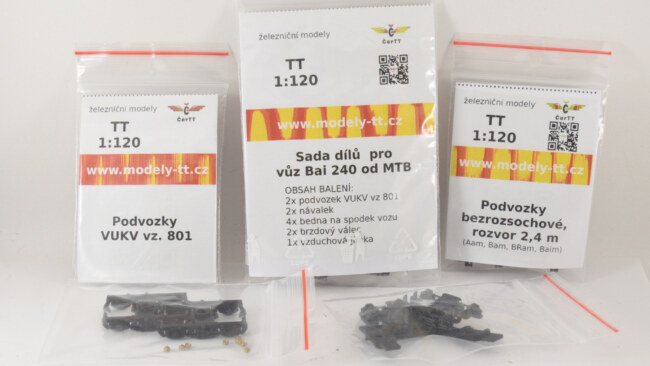 železniční modely
ČerTT
TT
1:120
www.modely-tt.cz
Podvozky
VUKV vz. 801
železniční modely
ČerTT
TT
1:120
www.modely-tt.cz
Sada dílů pro
vůz Bai 240 od MTB
OBSAH BALENÍ:
2x podvozek VUKV vz 801
2x návalek
4x bedna na spodek vozu
2x brzdový válec
1x vzduchová
železniční modely
ČerTT
TT
1:120
www.modely-tt.cz
Podvozky
bezrozsochové,
rozvor 2,4 m
(Aam, Bam, BRam, Baim)